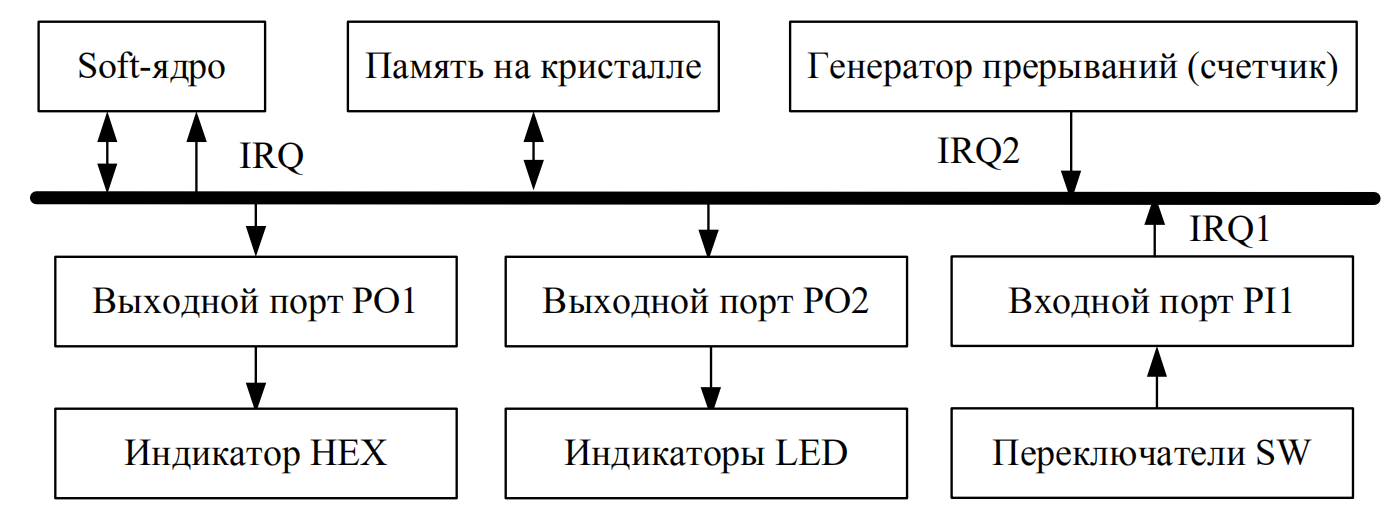 Soft-ядро
Память на кристалле
Генератор прерываний (счетчик)
IRQ
IRQ2
IRQ1
Выходной порт PO1
Выходной порт PO2
Входной порт PI1
Индикатор HEX
Индикаторы LED
Переключатели SW